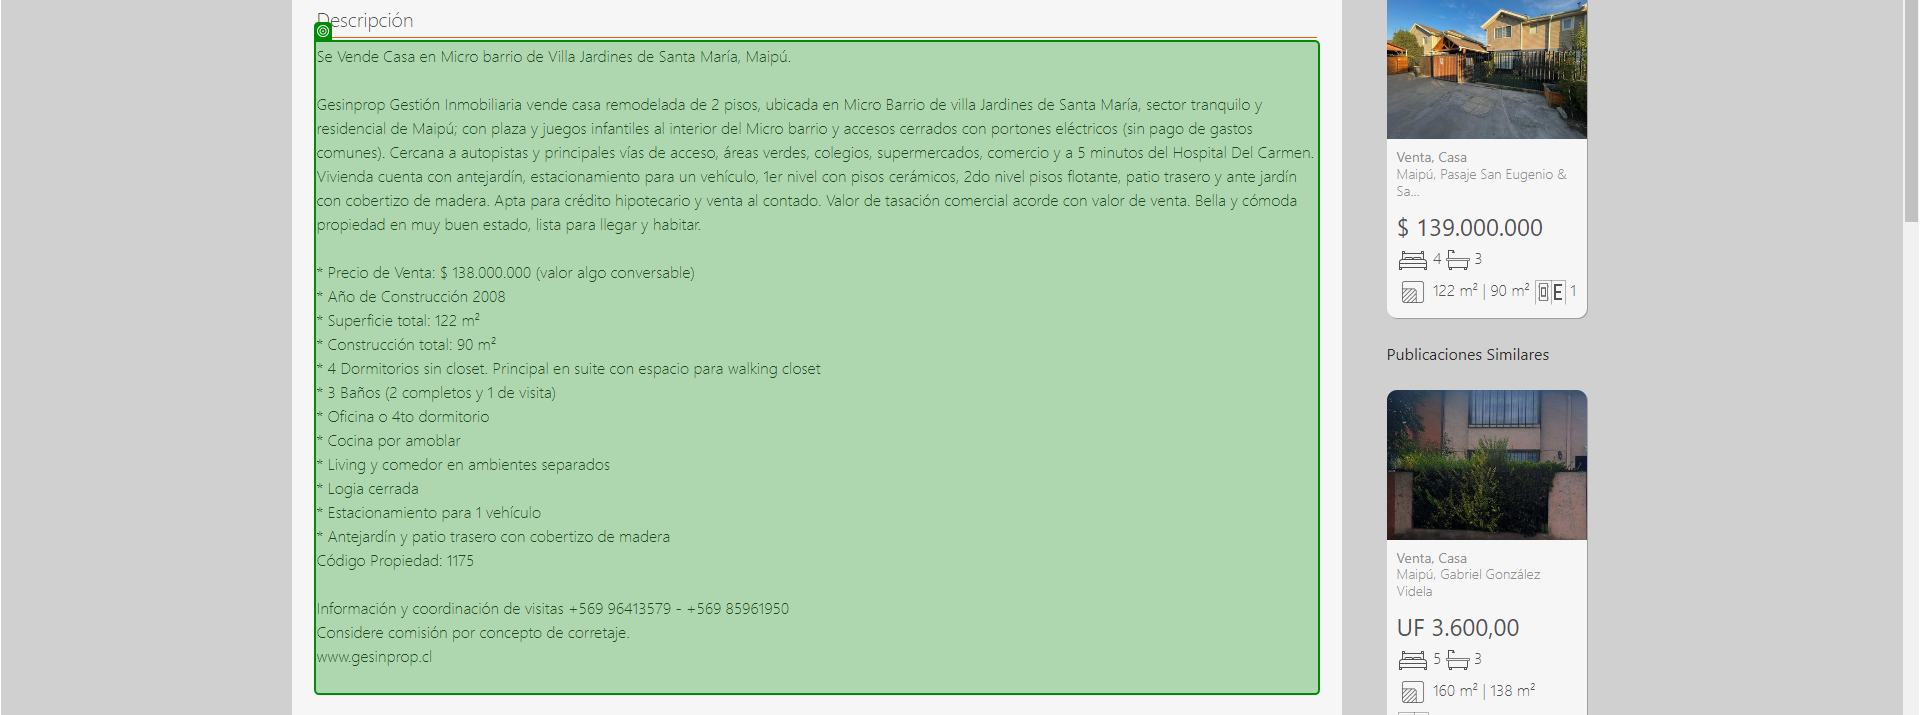 Descripción
Se Vende Casa en Micro barrio de Villa Jardines de Santa María, Maipú.
Gesinprop Gestión Inmobiliaria vende casa remodelada de 2 pisos, ubicada en Micro Barrio de villa Jardines de Santa María, sector tranquilo y
residencial de Maipú; con plaza y juegos infantiles al interior del Micro barrio y accesos cerrados con portones eléctricos (sin pago de gastos
comunes). Cercana a autopistas y principales vías de acceso, áreas verdes, colegios, supermercados, comercio y a 5 minutos del Hospital Del Carmen.
Vivienda cuenta con antejardín, estacionamiento para un vehículo, 1er nivel con pisos cerámicos, 2do nivel pisos flotante, patio trasero y ante jardín
con cobertizo de madera. Apta para crédito hipotecario y venta al contado. Valor de tasación comercial acorde con valor de venta. Bella y cómoda
propiedad en muy buen estado, lista para llegar y habitar.
* Precio de Venta: $ 138.000.000 (valor algo conversable)
* Año de Construcción 2008
* Superficie total: 122 m²
* Construcción total: 90 m²
* 4 Dormitorios sin closet. Principal en suite con espacio para walking closet
* 3 Baños (2 completos y 1 de visita)
* Oficina o 4to dormitorio
* Cocina por amoblar
* Living y comedor en ambientes separados
* Logia cerrada
* Estacionamiento para 1 vehículo
* Antejardín y patio trasero con cobertizo de madera
Código Propiedad: 1175
Información y coordinación de visitas +569 96413579 - +569 85961950
Considere comisión por concepto de corretaje.
www.gesinprop.cl
Venta, Casa
Maipú, Pasaje San Eugenio &
Sa...
$ 139.000.000
4 3
122 m² | 90 m² E 1
Publicaciones Similares
Venta, Casa
Maipú, Gabriel González
Videla
UF 3.600,00
5 3
160 m² | 138 m²